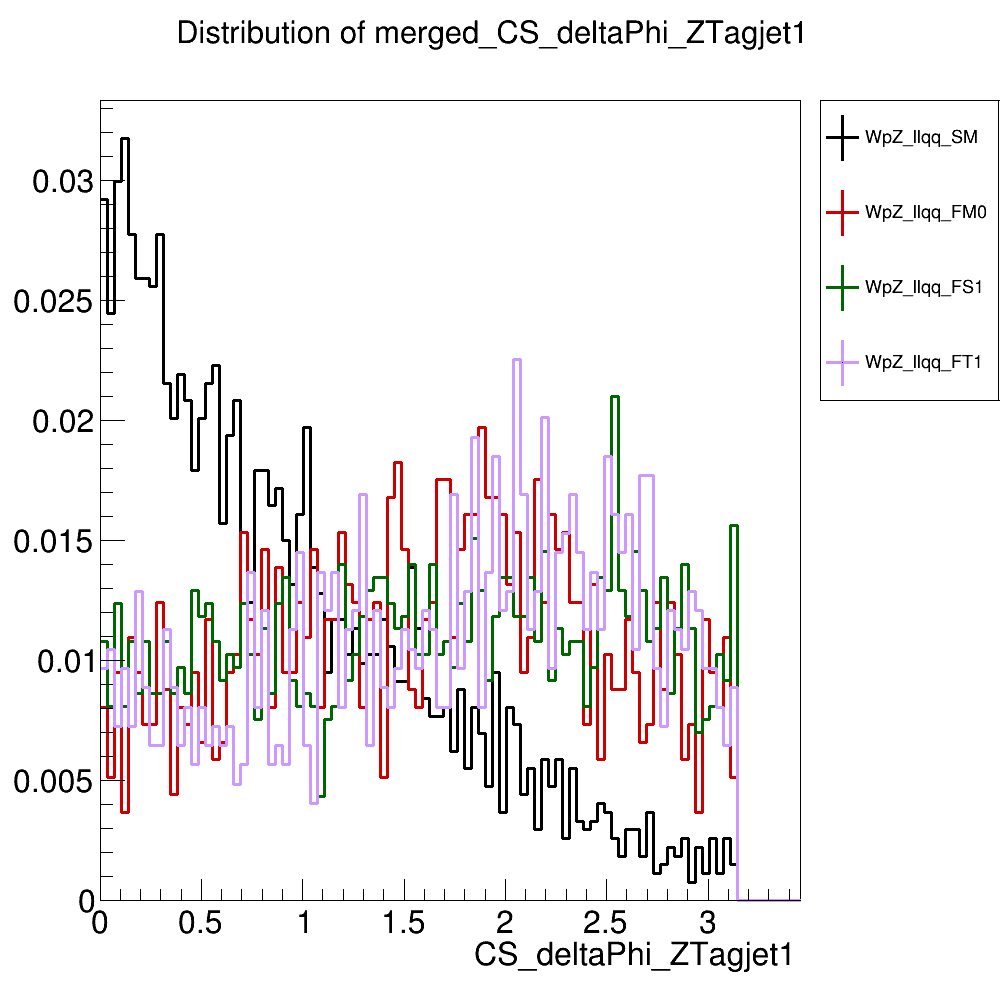 Distribution of merged_CS_deltaPhi_ZTagjet1
WpZ_llqq_SM
WpZ_llqq_FM0
WpZ_llqq_FS1
WpZ_llqq_FT1
0.03
0.025
0.02
0.015
0.01
0.005
0
0 0.5 1 1.5 2 2.5 3
CS_deltaPhi_ZTagjet1